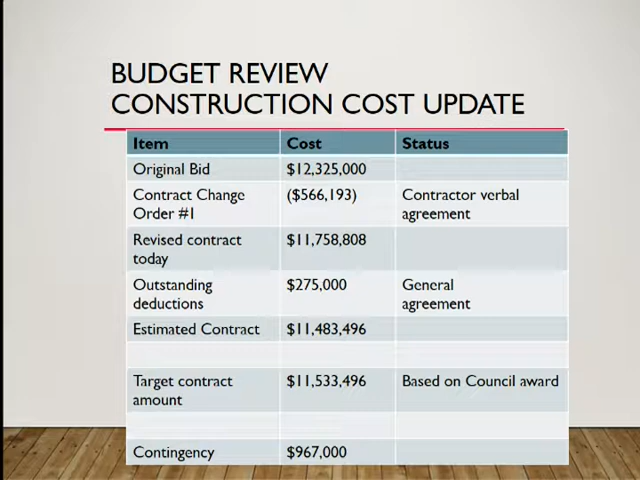 BUDGET REVIEW
CONSTRUCTION COST UPDATE
Item Cost Status
Original Bid $12,325,000
Contract Change Order #1 ($566,193) Contractor verbal agreement
Revised contract today $11,758,808
Outstanding deductions $275,000 General agreement
Estimated Contract $11,483,496
Target contract amount $11,533,496 Based on Council award
Contingency $967,000